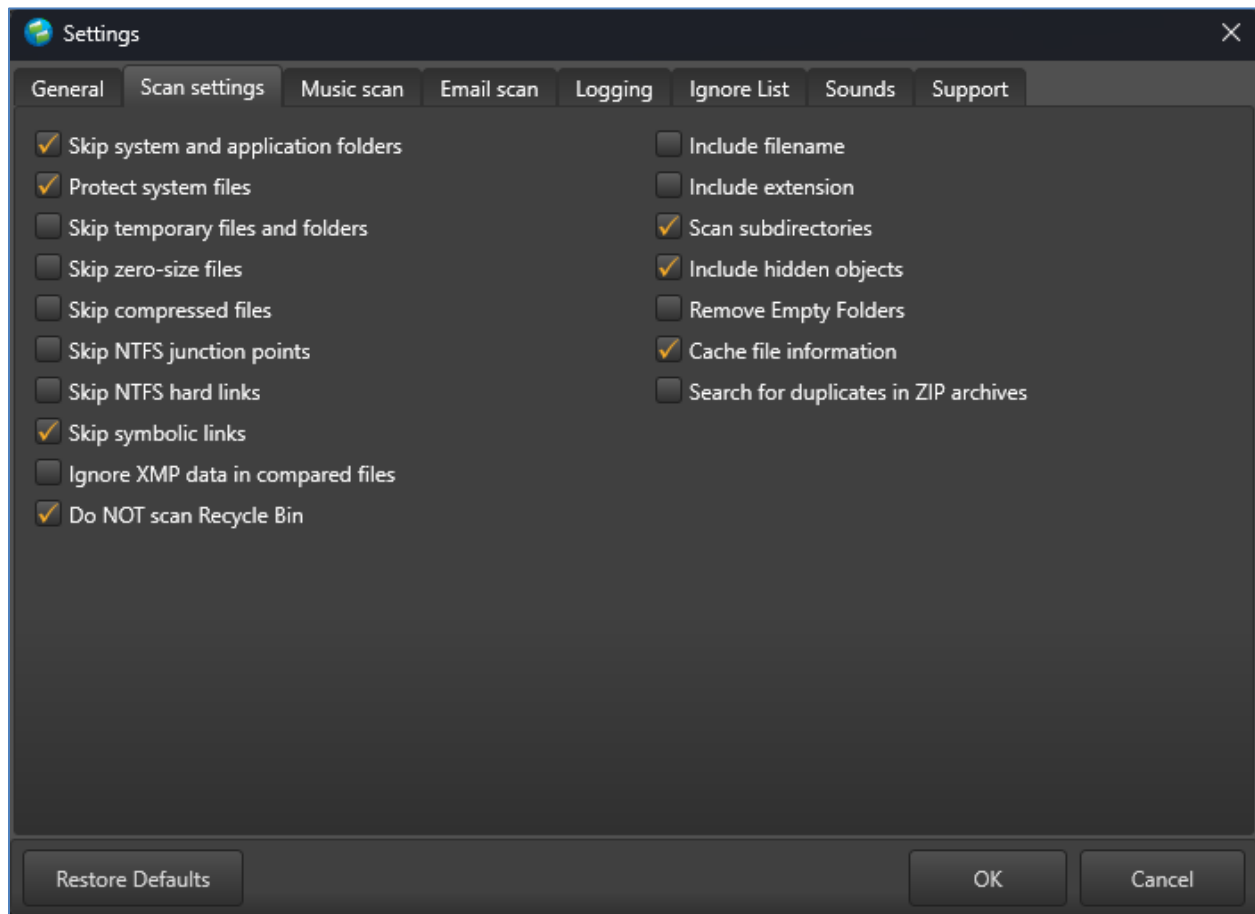 Settings
General Scan settings Music scan Email scan Logging Ignore List Sounds Support
Skip system and application folders
Protect system files
Skip temporary files and folders
Skip zero-size files
Skip compressed files
Skip NTFS junction points
Skip NTFS hard links
Skip symbolic links
Ignore XMP data in compared files
Do NOT scan Recycle Bin
Include filename
Include extension
Scan subdirectories
Include hidden objects
Remove Empty Folders
Cache file information
Search for duplicates in ZIP archives
Restore Defaults OK Cancel